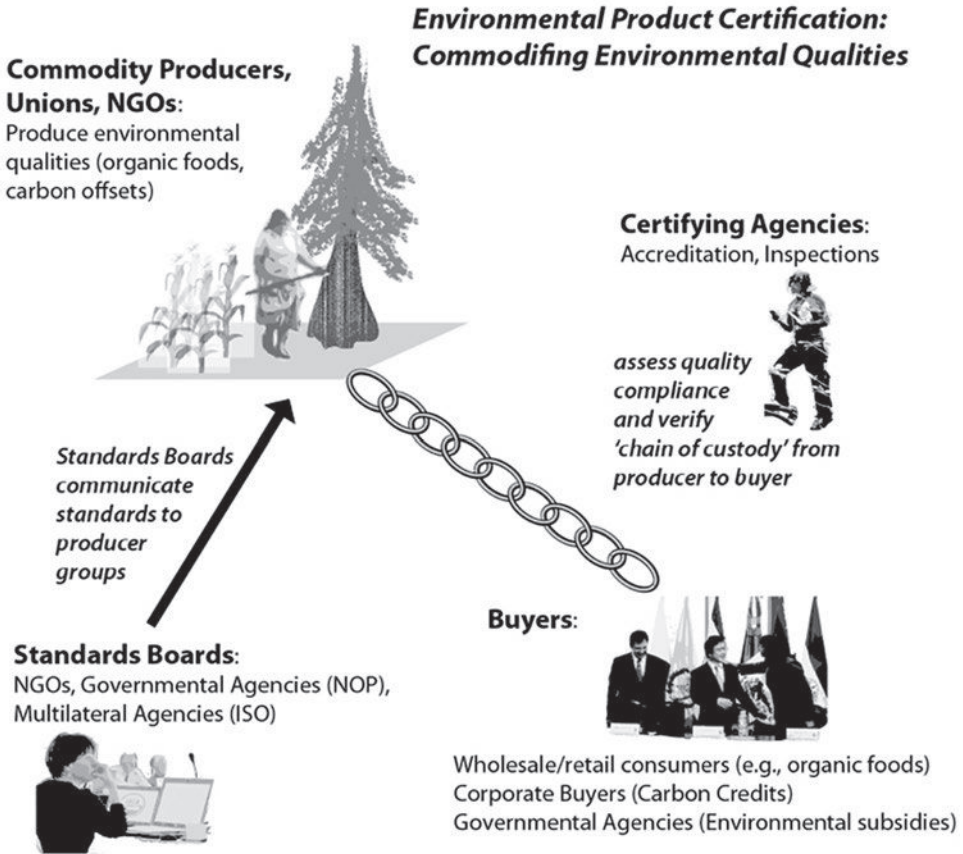 Environmental Product Certification:
Commodifing Environmental Qualities
Commodity Producers,
Unions, NGOs:
Produce environmental
qualities (organic foods,
carbon offsets)
Certifying Agencies:
Accreditation, Inspections
assess quality
compliance
and verify
‘chain of custody’ from
producer to buyer
Standards Boards
communicate
standards to
producer
groups
Buyers:
Standards Boards:
NGOs, Governmental Agencies (NOP),
Multilateral Agencies (ISO)
Wholesale/retail consumers (e.g., organic foods)
Corporate Buyers (Carbon Credits)
Governmental Agencies (Environmental subsidies)